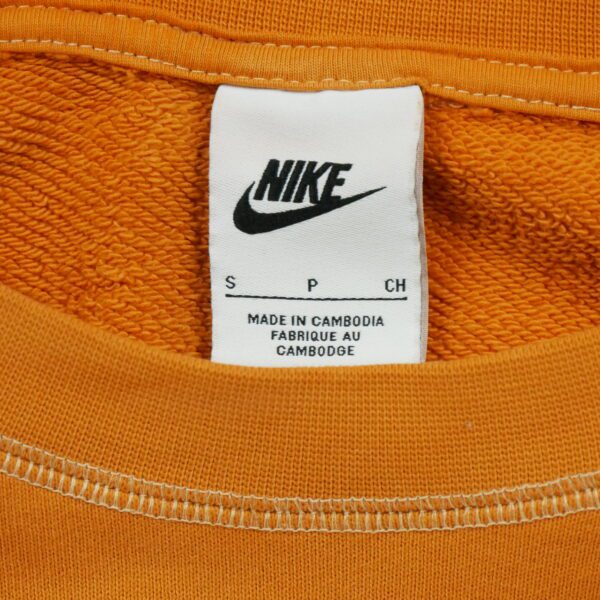 NIKE
S P CH
MADE IN CAMBODIA
FABRIQUE AU
CAMBODGE